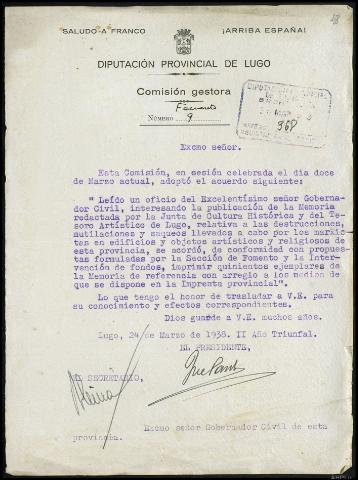 SALUDO A FRANCO ¡ARRIBA ESPAÑA!
DIPUTACIÓN PROVINCIAL DE LUGO
Comisión gestora
Fomento
NÚMERO 9
968
Excmo señor.
Esta Comisión, en sesión celebrada el dia doce
de Marzo actual, adoptó el acuerdo siguiente:
"Leído un oficio del Excelentísimo señor Goberna-
dor Civil, interesando la publicación de la Memoria
redactada por la Junta de Cultura Histórica y del Te-
soro Artístico de Lugo, relativa a las destrucciones,
mutilaciones y saqueos llevados a cabo por los marxis-
tas en edificios y objetos artísticos y religiosos de
esta provincia, se acordó, de conformidad con propues-
tas formuladas por la Sección de Fomento y la Inter-
vención de fondos, imprimir quinientos ejemplares de
la Memoria de referencia con arreglo a los medios de
que se dispone en la Imprenta provincial".
Lo que tengo el honor de trasladar a V.E. para
su conocimiento y efectos correspondientes.
Dios guarde a V.E. muchos años.
Lugo, 24 de Marzo de 1938. II Año Triunfal.
EL PRESIDENTE,
EL SECRETARIO,
Excmo señor Gobernador Civil de esta
provincia.